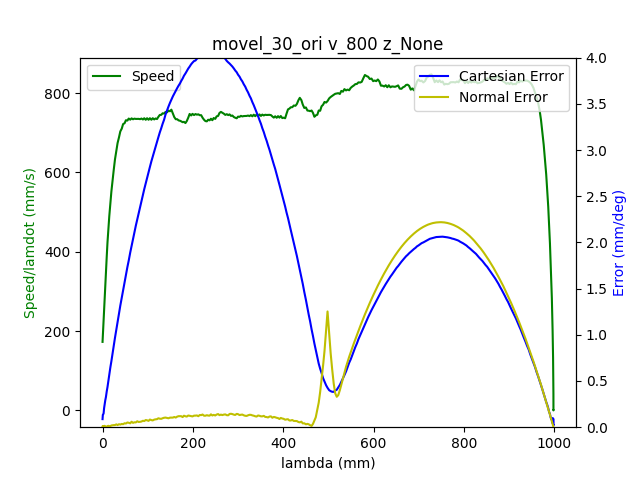 movel_30_ori v_800 z_None
Speed
Cartesian Error
Normal Error
Speed/lamdot (mm/s)
800
600
400
200
0
4.0
3.5
3.0
2.5
2.0
1.5
1.0
0.5
0.0
Error (mm/deg)
0 200 400 600 800 1000
lambda (mm)